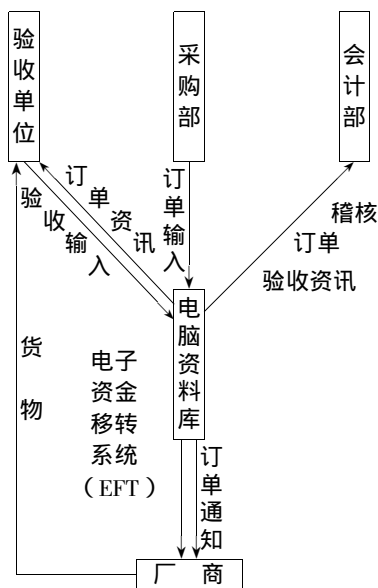 验收单位
采购部
会计部
订单资讯
验收输入
订单输入
稽核
订单
验收资讯
电脑资料库
货物
电子
资金
移转
系统
（EFT）
订单通知
厂商